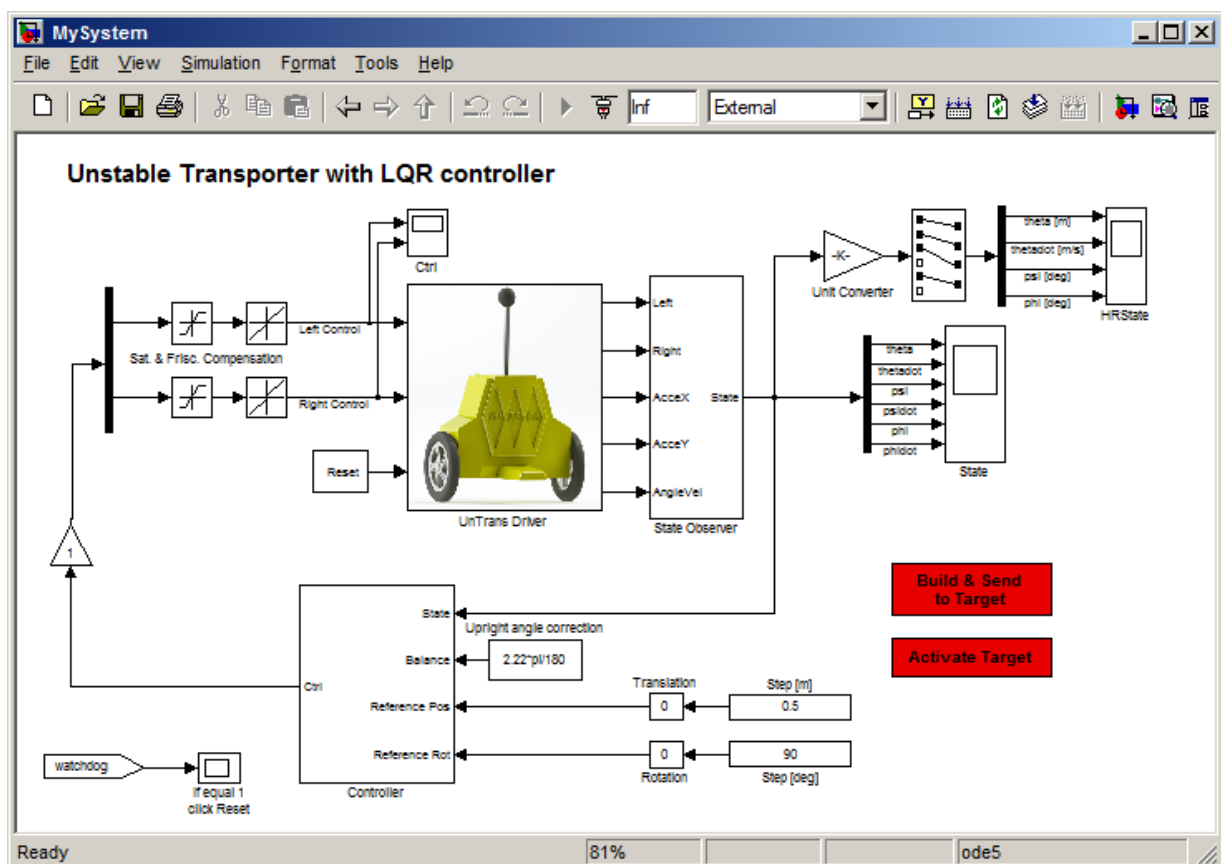 MySystem
File Edit View Simulation Format Tools Help
Inf External
Unstable Transporter with LQR controller
Ctrl
-K-
Unit Converter
theta [m]
thetadot [m/s]
psi [deg]
phi [deg]
HRState
Left Control
Sat. & Frisc. Compensation
Right Control
Reset
UnTrans Driver
Left
Right
AcceX State
AcceY
AngleVel
State Observer
theta
thetadot
psi
psidot
phi
phidot
State
1
Build & Send
to Target
Activate Target
State
Upright angle correction
Balance 2.22*pi/180
Ctrl
Translation Step [m]
Reference Pos 0 0.5
Reference Rot 0 90
Rotation Step [deg]
Controller
watchdog
If equal 1
click Reset
Ready 81% ode5